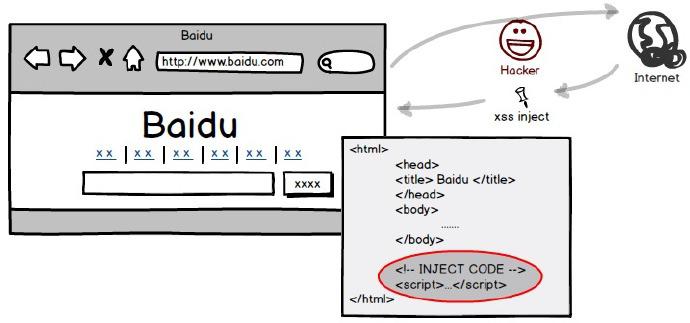 Baidu
http://www.baidu.com
Hacker
Internet
xss inject
Baidu
xx | xx | xx | xx | xx | xx
xxxx
<html>
<head>
<title> Baidu </title>
</head>
<body>
.......
</body>
<!-- INJECT CODE -->
<script>...</script>
</html>